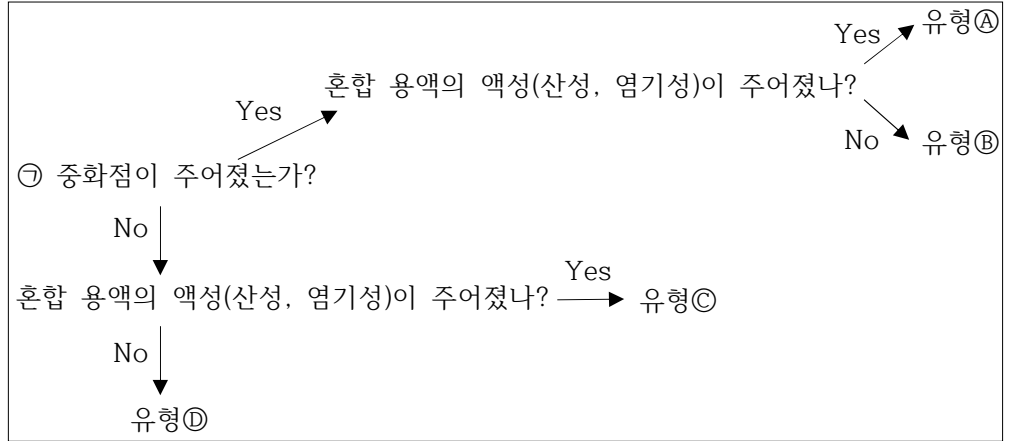 Yes
유형Ⓐ
혼합 용액의 액성(산성, 염기성)이 주어졌나?
Yes
No
유형Ⓑ
㉠ 중화점이 주어졌는가?
No
Yes
혼합 용액의 액성(산성, 염기성)이 주어졌나?
유형Ⓒ
No
유형Ⓓ